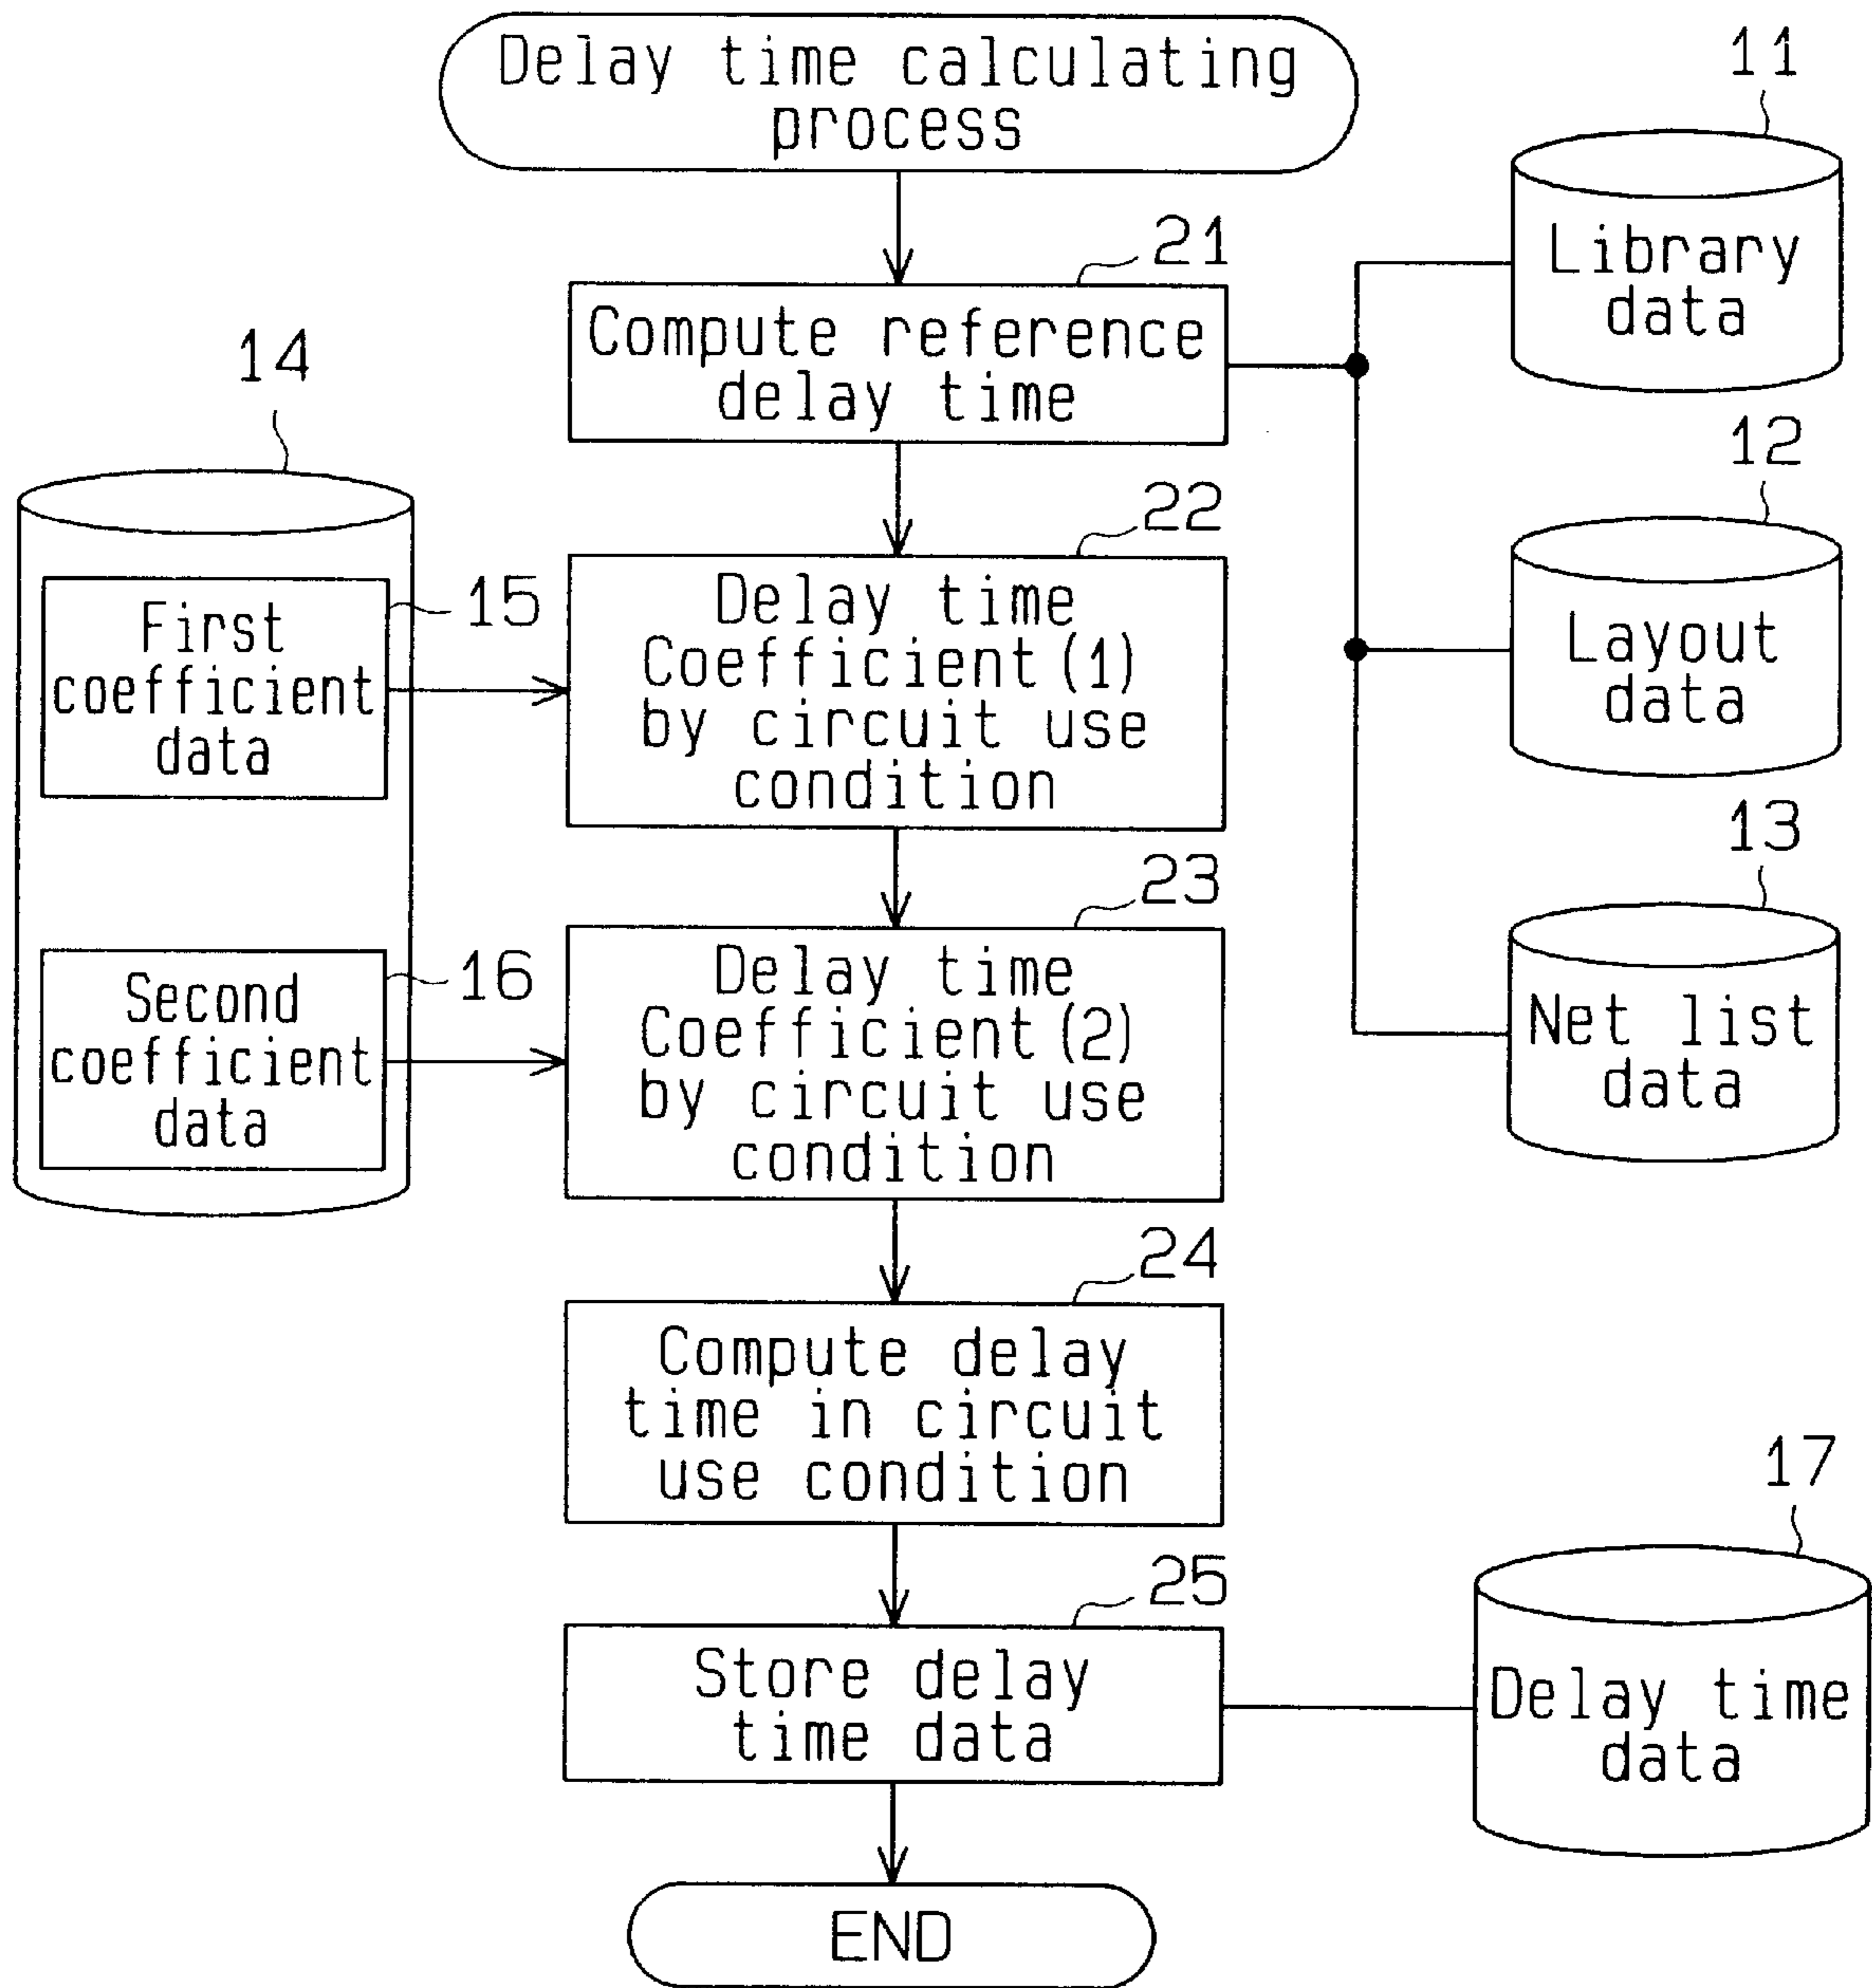 Delay time calculating
process
11
Library
data
21
Compute reference
delay time
14
12
Layout
data
22
Delay time
Coefficient (1)
by circuit use
condition
15
First
coefficient
data
13
Net list
data
23
Delay time
Coefficient (2)
by circuit use
condition
16
Second
coefficient
data
24
Compute delay
time in circuit
use condition
17
Delay time
data
25
Store delay
time data
END